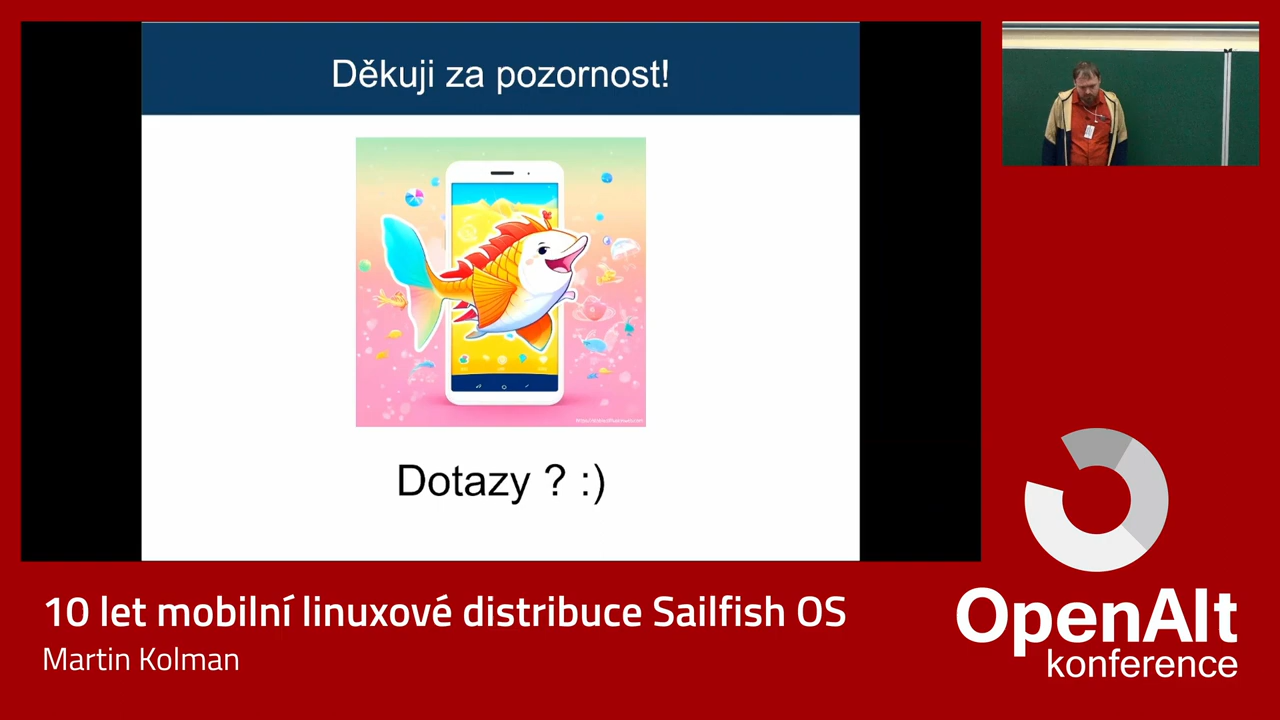 Děkuji za pozornost!
Dotazy ? :)
10 let mobilní linuxové distribuce Sailfish OS
Martin Kolman
OpenAlt
konference